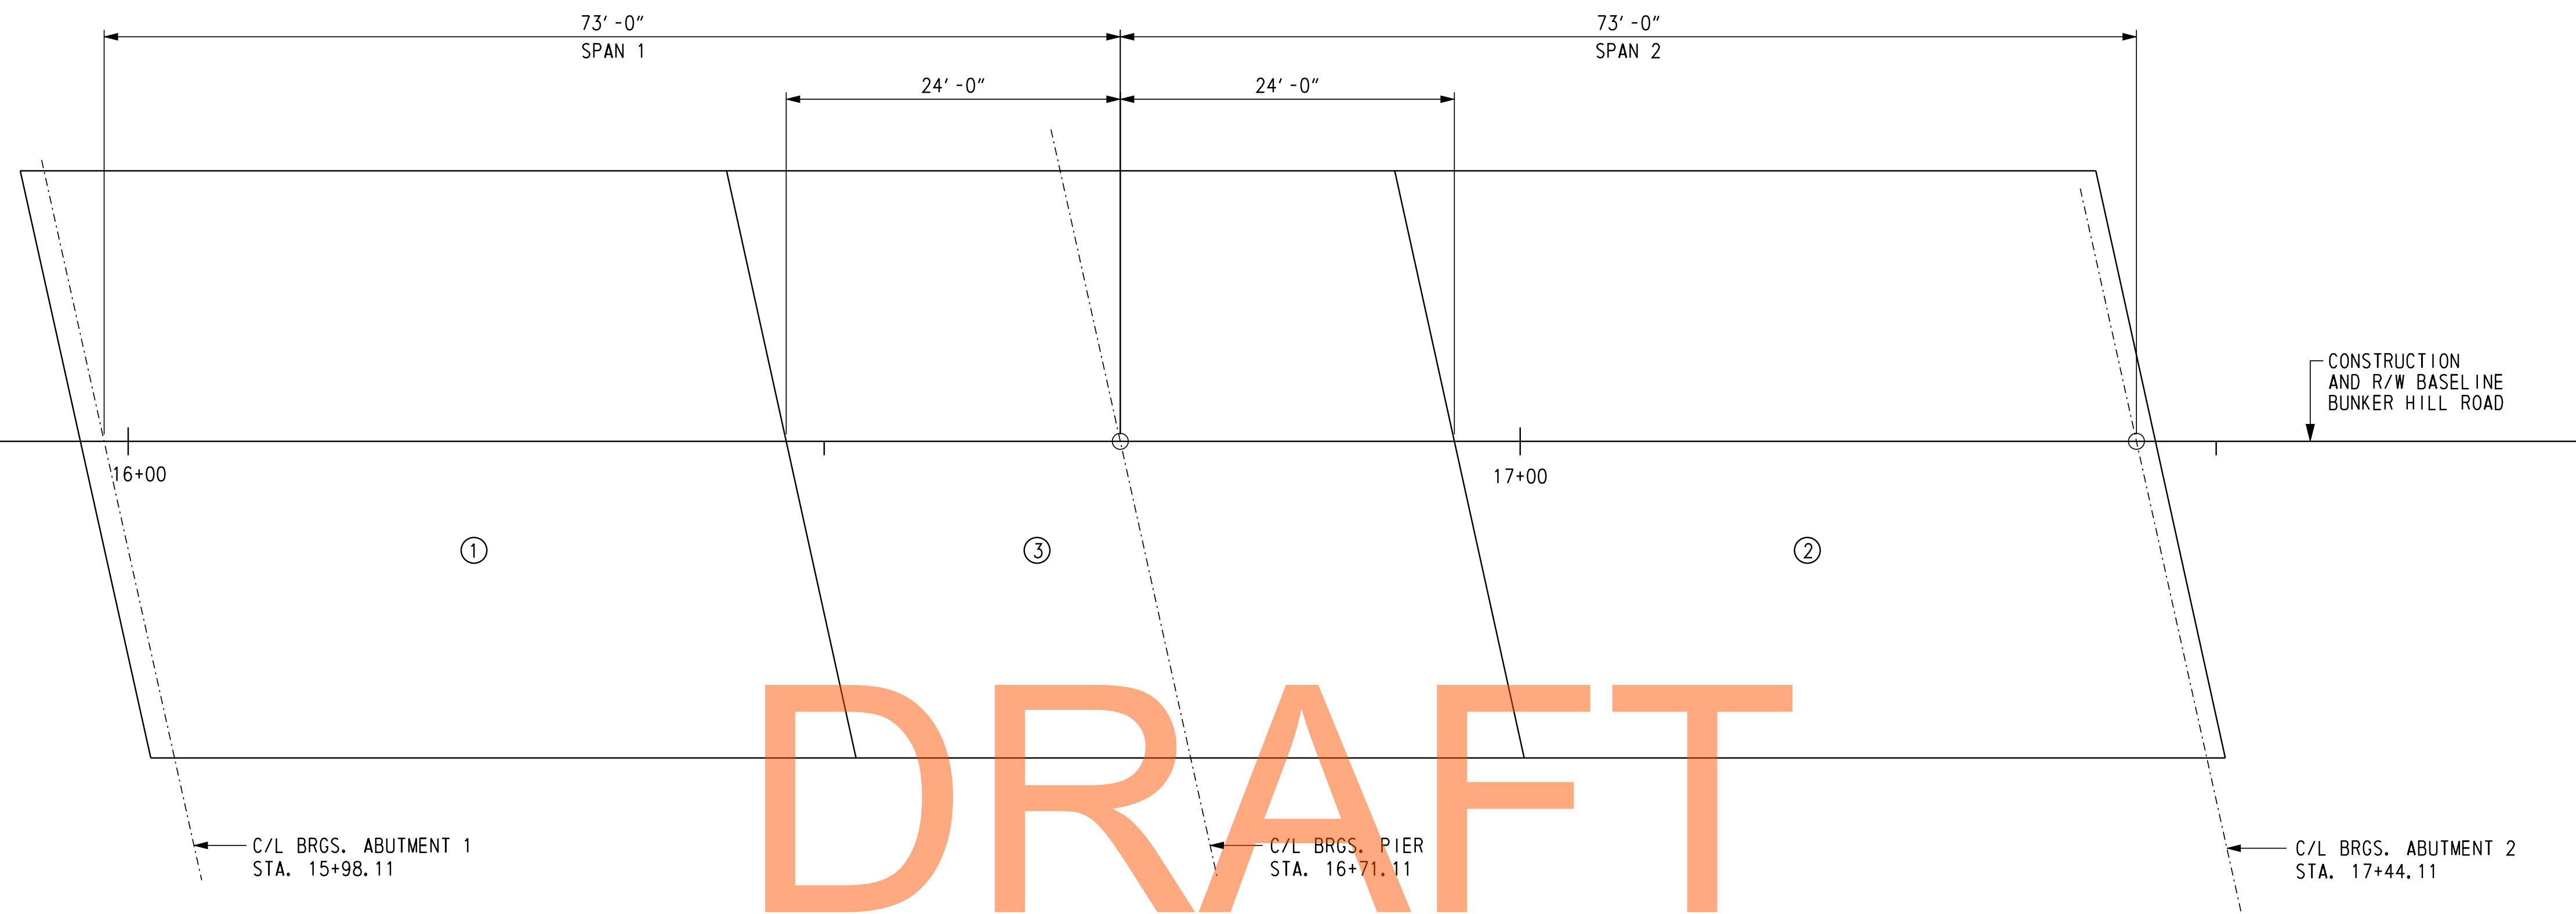 73'-0"
SPAN 1
73'-0"
SPAN 2
24'-0"
24'-0"
CONSTRUCTION
AND R/W BASELINE
BUNKER HILL ROAD
16+00
17+00
1
3
2
DRAFT
C/L BRGS. ABUTMENT 1
STA. 15+98.11
C/L BRGS. PIER
STA. 16+71.11
C/L BRGS. ABUTMENT 2
STA. 17+44.11